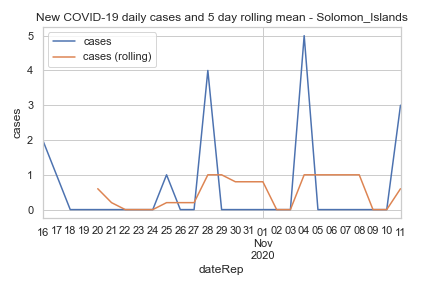 New COVID-19 daily cases and 5 day rolling mean - Solomon_Islands
cases
cases (rolling)
5
4
3
2
1
0
cases
16 17 18 19 20 21 22 23 24 25 26 27 28 29 30 31 01 02 03 04 05 06 07 08 09 10 11
Nov
2020
dateRep